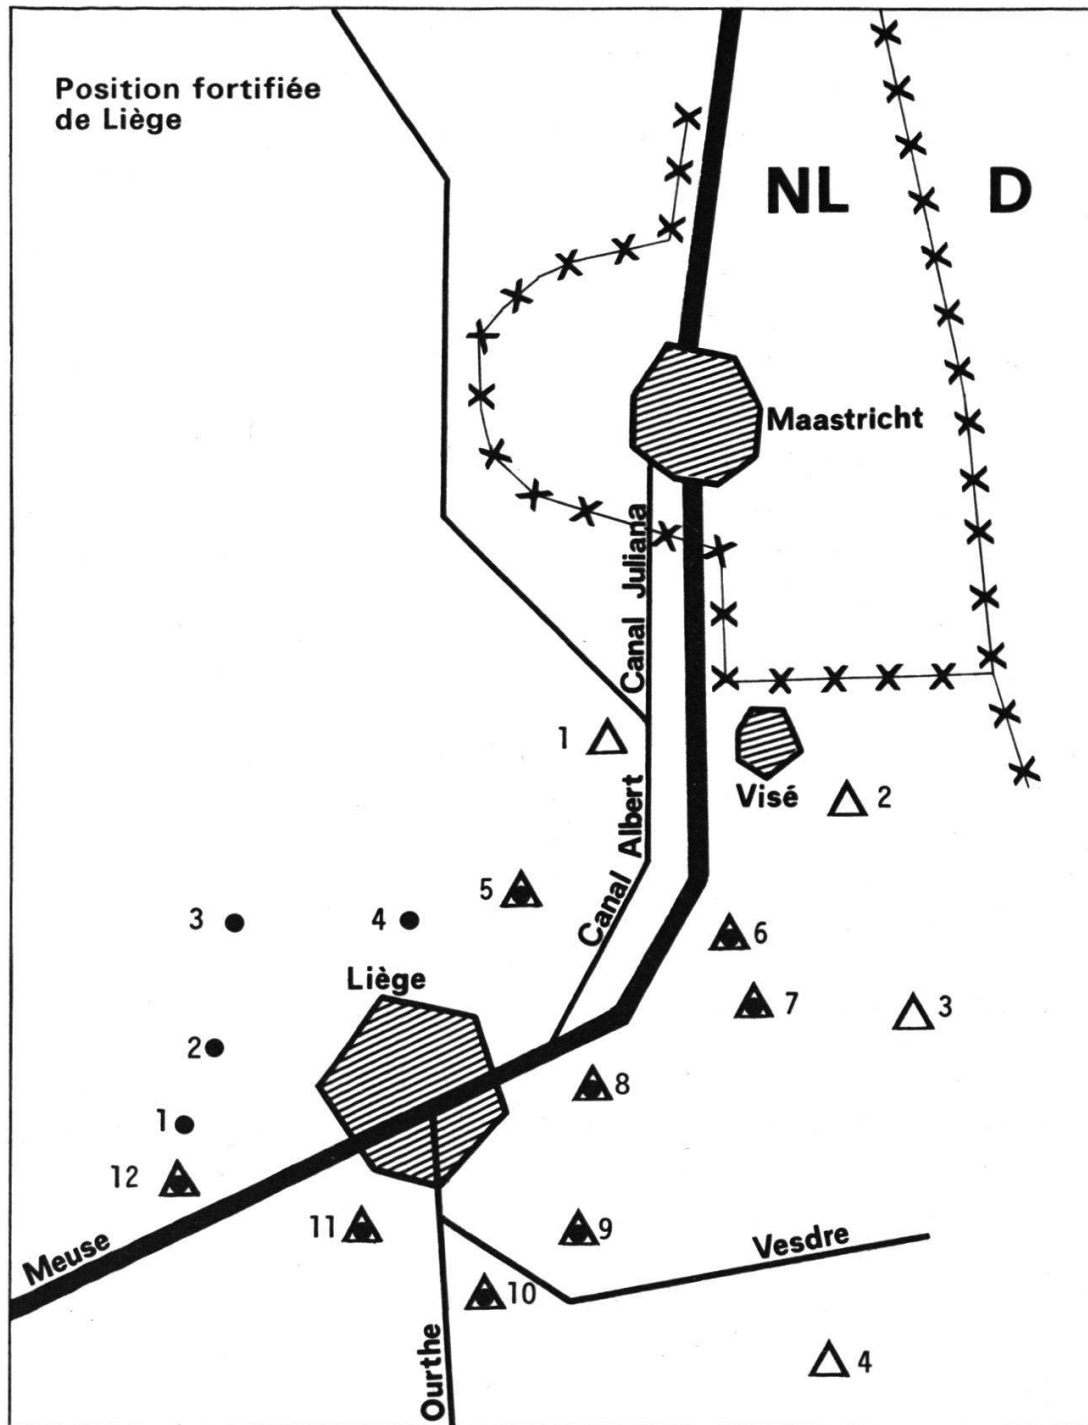 Position fortifiée
de Liège
NL
D
Maastricht
Canal Juliana
1
Visé
2
Canal Albert
5
3
4
6
Liège
7
3
2
8
1
12
11
9
Vesdre
Meuse
10
Ourthe
4